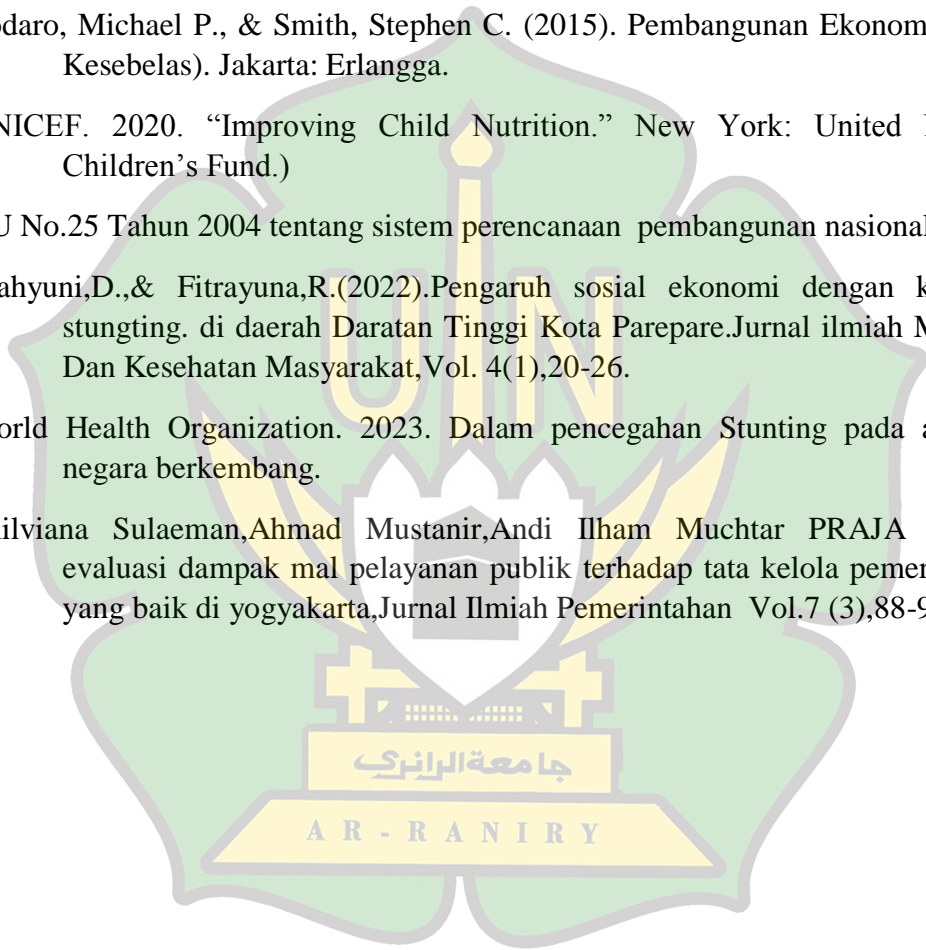 odaro, Michael P., & Smith, Stephen C. (2015). Pembangunan Ekonom
Kesebelas). Jakarta: Erlangga.
NICEF. 2020. “Improving Child Nutrition.” New York: United
Children’s Fund.)
U No.25 Tahun 2004 tentang sistem perencanaan pembangunan nasional
ahyuni,D.,& Fitrayuna,R.(2022).Pengaruh sosial ekonomi dengan k
stungting. di daerah Daratan Tinggi Kota Parepare.Jurnal ilmiah M
Dan Kesehatan Masyarakat,Vol. 4(1),20-26.
orld Health Organization. 2023. Dalam pencegahan Stunting pada a
negara berkembang.
ilviana Sulaeman,Ahmad Mustanir,Andi Ilham Muchtar PRAJA
evaluasi dampak mal pelayanan publik terhadap tata kelola pemer
yang baik di yogyakarta,Jurnal Ilmiah Pemerintahan Vol.7 (3),88-9
UIN
جامعةالرانري
AR-RANIRY